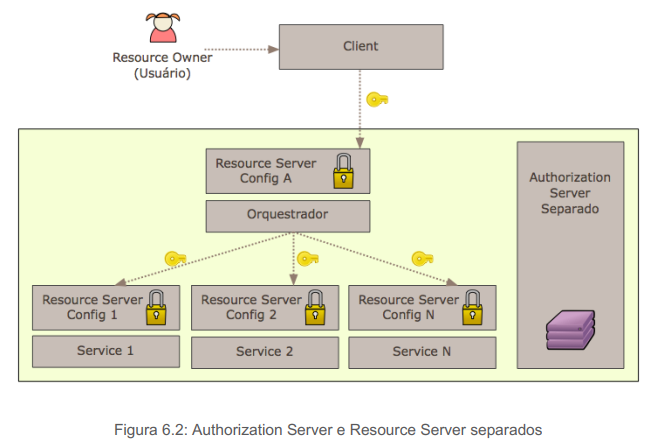 Client
Resource Owner
(Usuário)
Resource Server
Config A
Orquestrador
Authorization
Server
Separado
Resource Server
Config 1
Resource Server
Config 2
Resource Server
Config N
Service 1
Service 2
Service N
Figura 6.2: Authorization Server e Resource Server separados